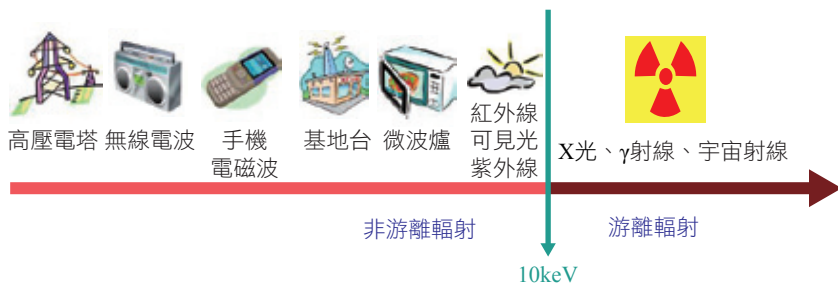 高壓電塔
無線電波
手機
電磁波
基地台
微波爐
紅外線
可見光
紫外線
X光、γ射線、宇宙射線
非游離輻射
游離輻射
10keV